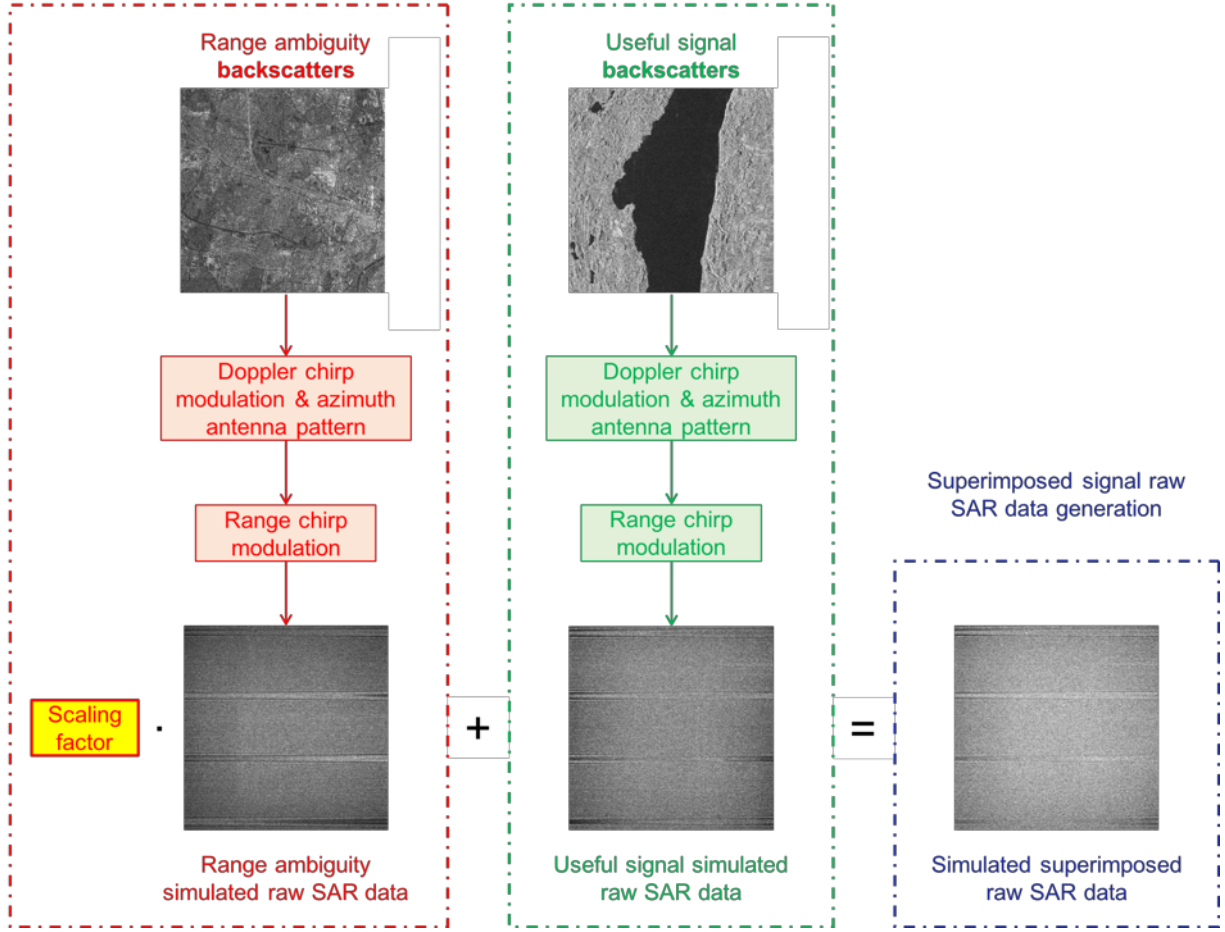 Range ambiguity
backscatters
Doppler chirp
modulation & azimuth
antenna pattern
Range chirp
modulation
Scaling
factor
·
Range ambiguity
simulated raw SAR data
+
Useful signal
backscatters
Doppler chirp
modulation & azimuth
antenna pattern
Range chirp
modulation
Useful signal simulated
raw SAR data
=
Superimposed signal raw
SAR data generation
Simulated superimposed
raw SAR data